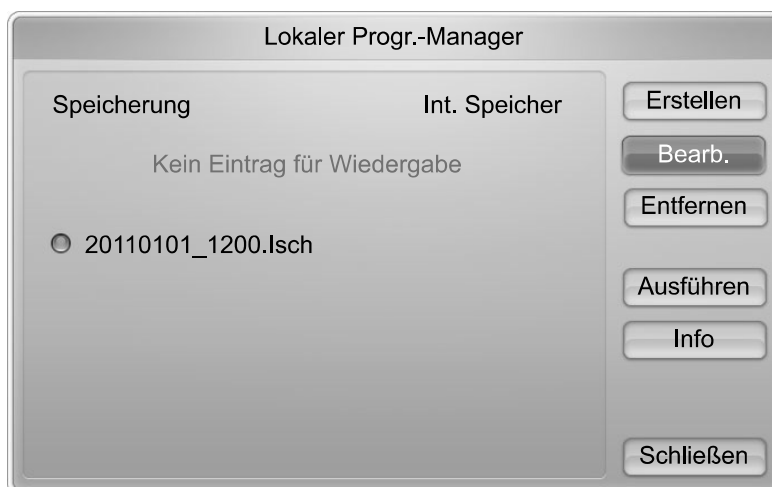 Lokaler Progr.-Manager
Speicherung Int. Speicher
Kein Eintrag für Wiedergabe
20110101_1200.lsch
Erstellen
Bearb.
Entfernen
Ausführen
Info
Schließen